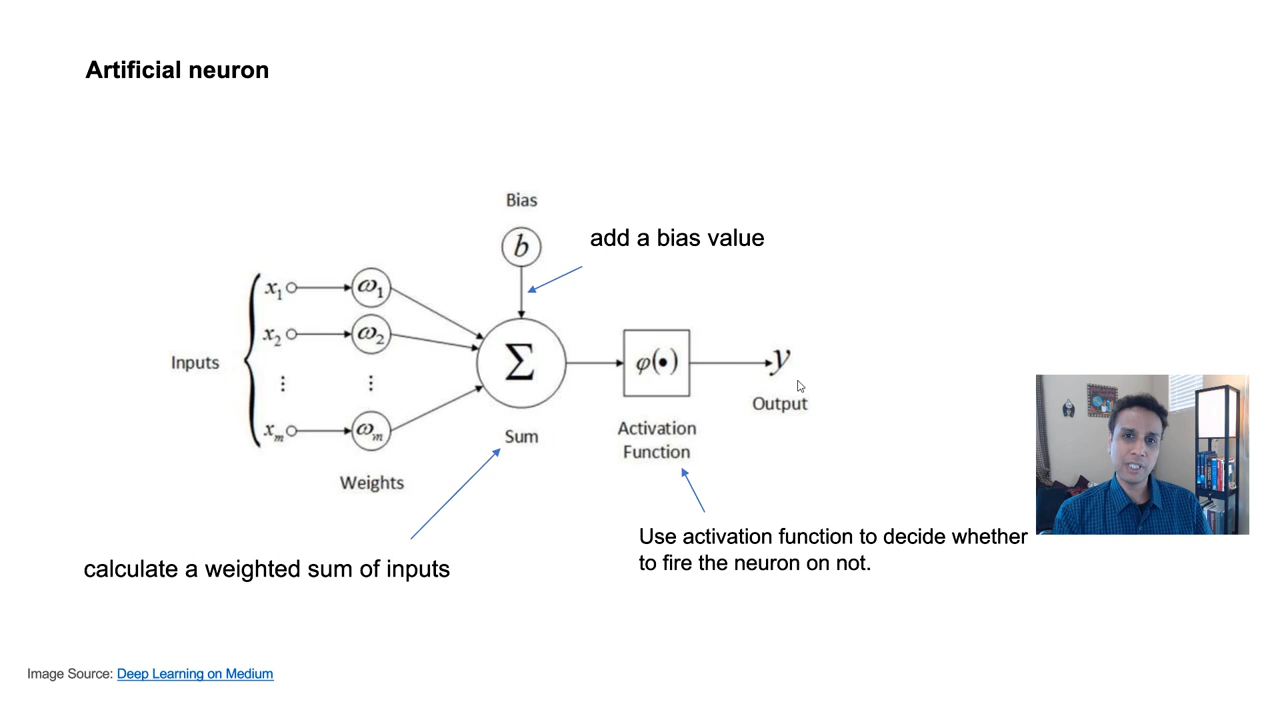 Artificial neuron
Bias
b
add a bias value
x1
ω1
x2
ω2
Inputs
Σ
φ(•)
y
Output
⋮
⋮
xm
ωm
Sum
Activation
Function
Weights
Use activation function to decide whether
to fire the neuron on not.
calculate a weighted sum of inputs
Image Source: Deep Learning on Medium